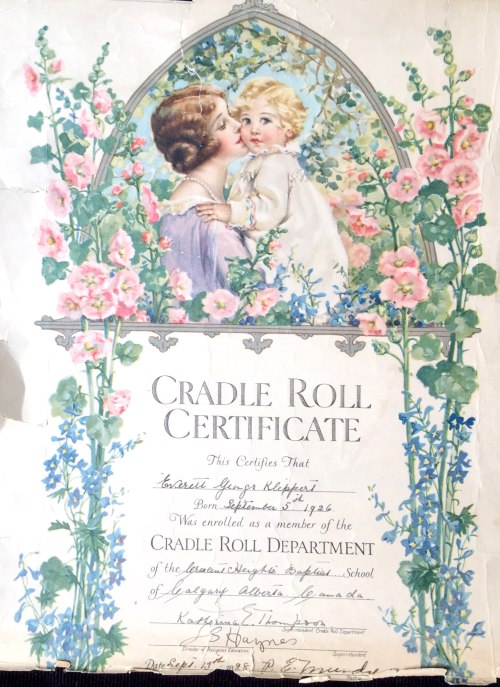 CRADLE ROLL
CERTIFICATE
This Certifies That
Everett George Klippert
Born September 5th 1926
Was enrolled as a member of the
CRADLE ROLL DEPARTMENT
of the Crescent Heights Baptist School
of Calgary Alberta Canada
Katherine E. Thompson
Superintendent Cradle Roll Department
J S Haynes
Director of Religious Education Superintendent
Date Sept. 13th 1928